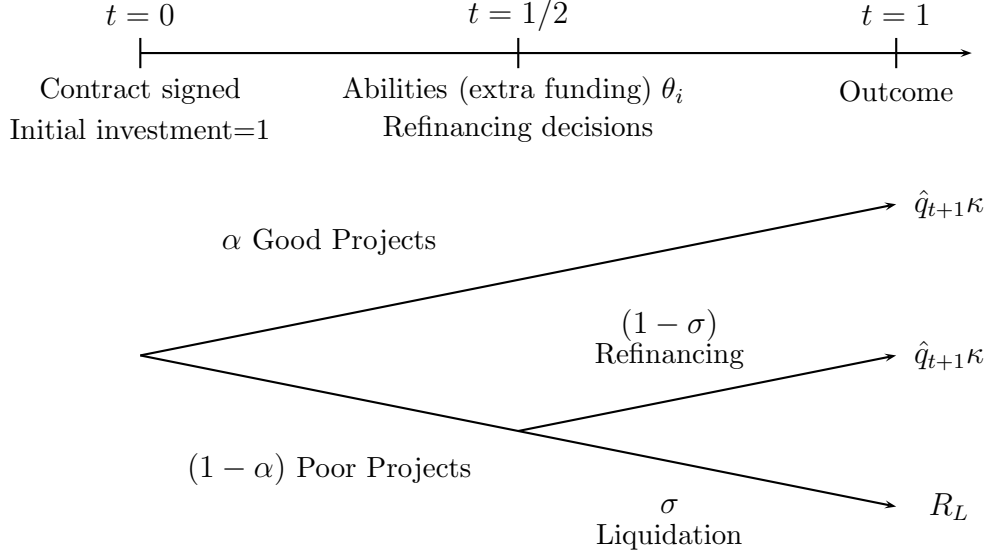 t = 0
t = 1/2
t = 1
Contract signed
Initial investment=1
Abilities (extra funding) θ_i
Refinancing decisions
Outcome
q̂_{t+1}κ
α Good Projects
(1 − σ)
Refinancing
q̂_{t+1}κ
(1 − α) Poor Projects
σ
Liquidation
R_L